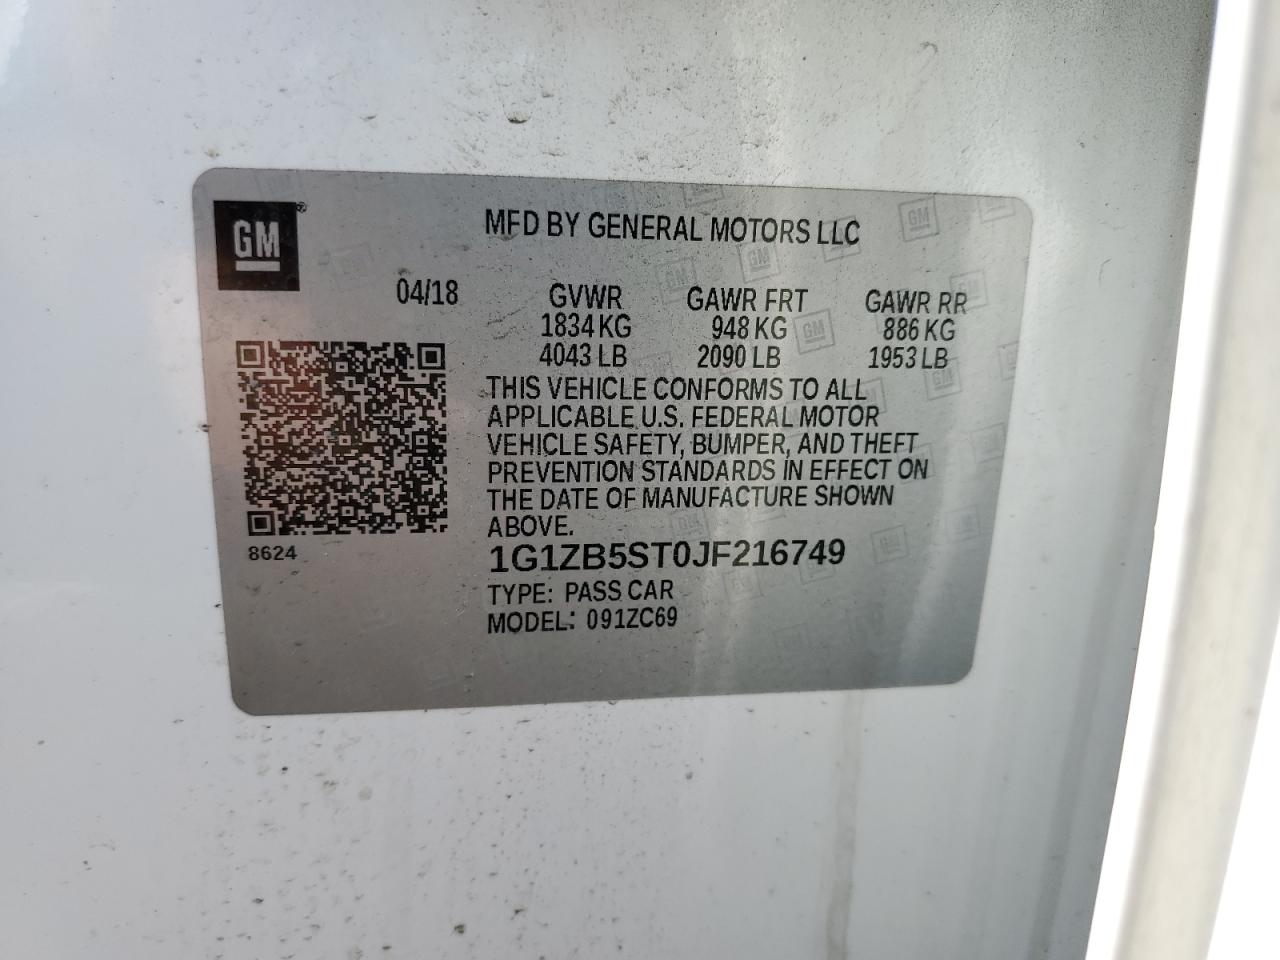 GM
MFD BY GENERAL MOTORS LLC
04/18 GVWR GAWR FRT GAWR RR
1834 KG 948 KG 886 KG
4043 LB 2090 LB 1953 LB
THIS VEHICLE CONFORMS TO ALL
APPLICABLE U.S. FEDERAL MOTOR
VEHICLE SAFETY, BUMPER, AND THEFT
PREVENTION STANDARDS IN EFFECT ON
THE DATE OF MANUFACTURE SHOWN
ABOVE.
8624
1G1ZB5ST0JF216749
TYPE: PASS CAR
MODEL: 091ZC69